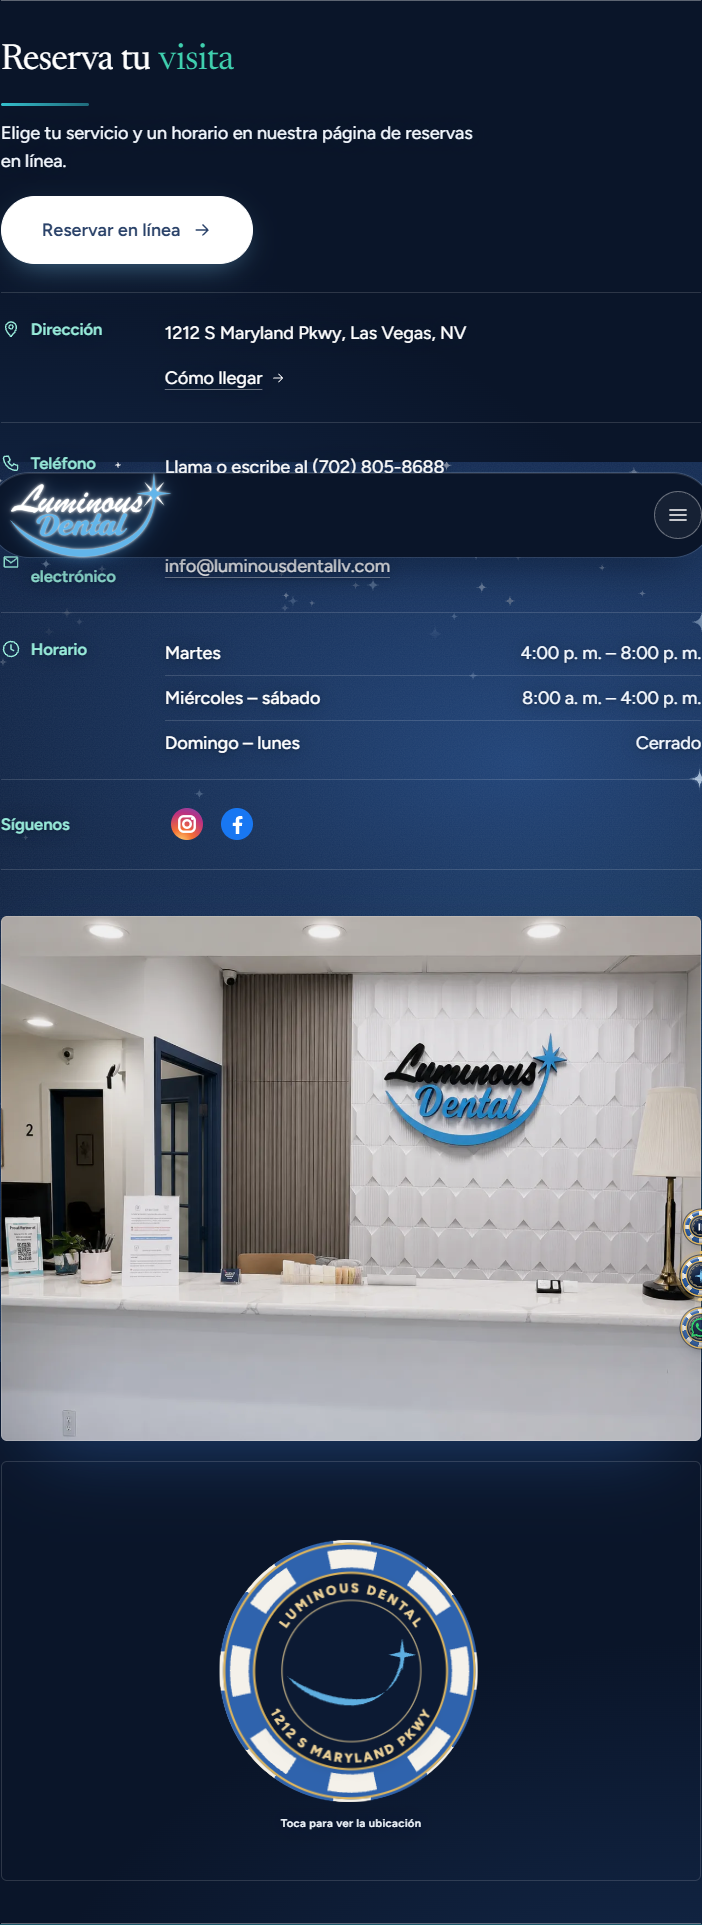 Reserva tu visita
Elige tu servicio y un horario en nuestra página de reservas
en línea.
Reservar en línea
Dirección
1212 S Maryland Pkwy, Las Vegas, NV
Cómo llegar
Teléfono
Llama o escribe al (702) 805-8688
Luminous
Dental
electrónico
info@luminousdentallv.com
Horario
Martes
4:00 p. m. – 8:00 p. m.
Miércoles – sábado
8:00 a. m. – 4:00 p. m.
Domingo – lunes
Cerrado
Síguenos
Luminous
Dental
2
LUMINOUS DENTAL
1212 S MARYLAND PKWY
Toca para ver la ubicación